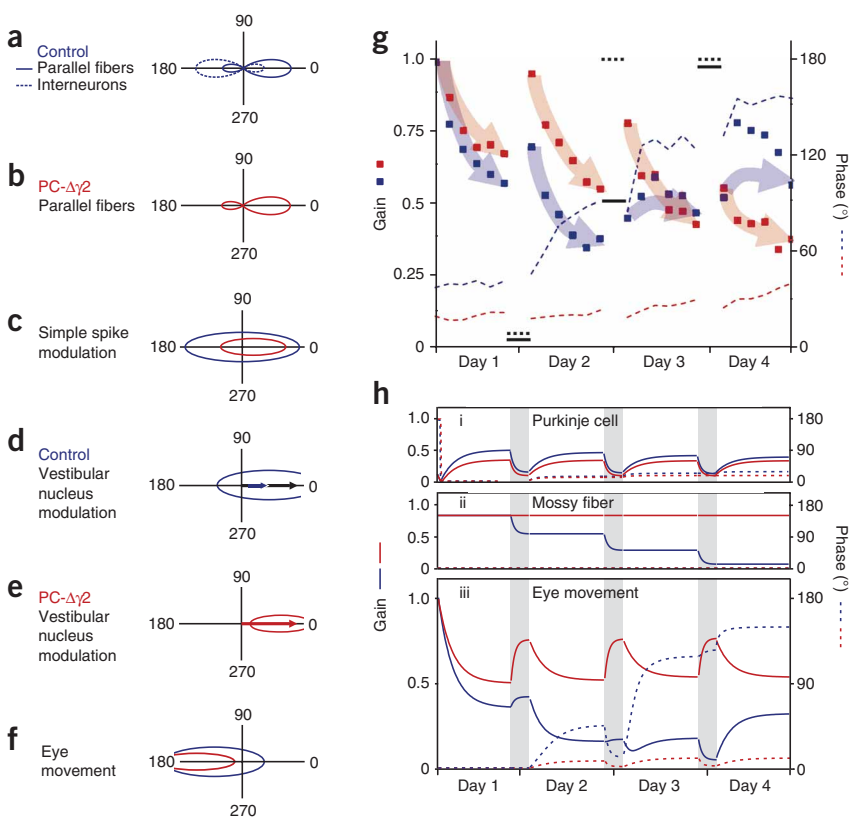 a
Control
Parallel fibers
Interneurons
90
180
0
270
b
PC-Δγ2
Parallel fibers
90
180
0
270
c
Simple spike
modulation
90
180
0
270
d
Control
Vestibular
nucleus
modulation
90
180
0
270
e
PC-Δγ2
Vestibular
nucleus
modulation
90
180
0
270
f
Eye
movement
90
180
0
270
g
Gain
1.0
0.75
0.5
0.25
0
180
120
60
0
Phase (°)
Day 1
Day 2
Day 3
Day 4
h
Gain
Phase (°)
i
Purkinje cell
1.0
0.5
0
180
90
0
ii
Mossy fiber
1.0
0.5
0
180
90
0
iii
Eye movement
1.0
0.5
0
180
90
0
Day 1
Day 2
Day 3
Day 4